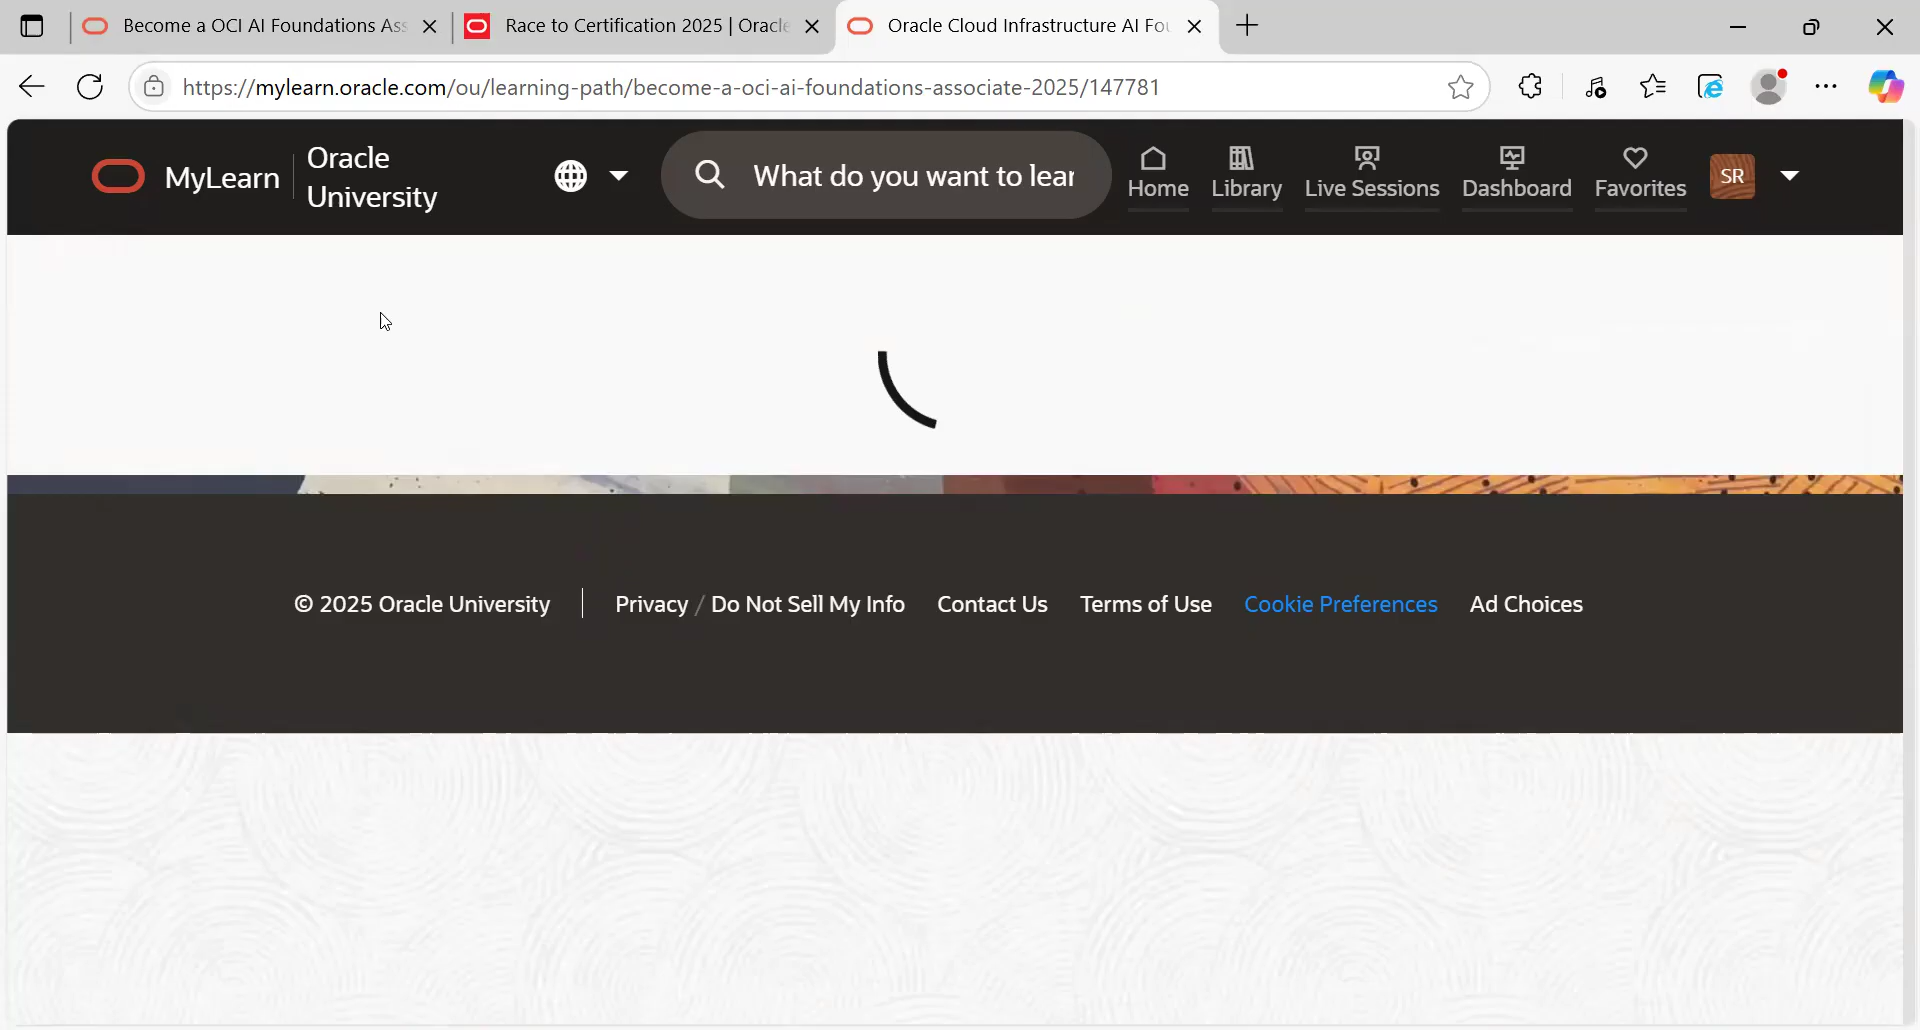 Become a OCI AI Foundations Ass
Race to Certification 2025 | Oracle
Oracle Cloud Infrastructure AI Fou
https://mylearn.oracle.com/ou/learning-path/become-a-oci-ai-foundations-associate-2025/147781
MyLearn
Oracle
University
What do you want to lear
Home
Library
Live Sessions
Dashboard
Favorites
SR
© 2025 Oracle University
Privacy / Do Not Sell My Info
Contact Us
Terms of Use
Cookie Preferences
Ad Choices